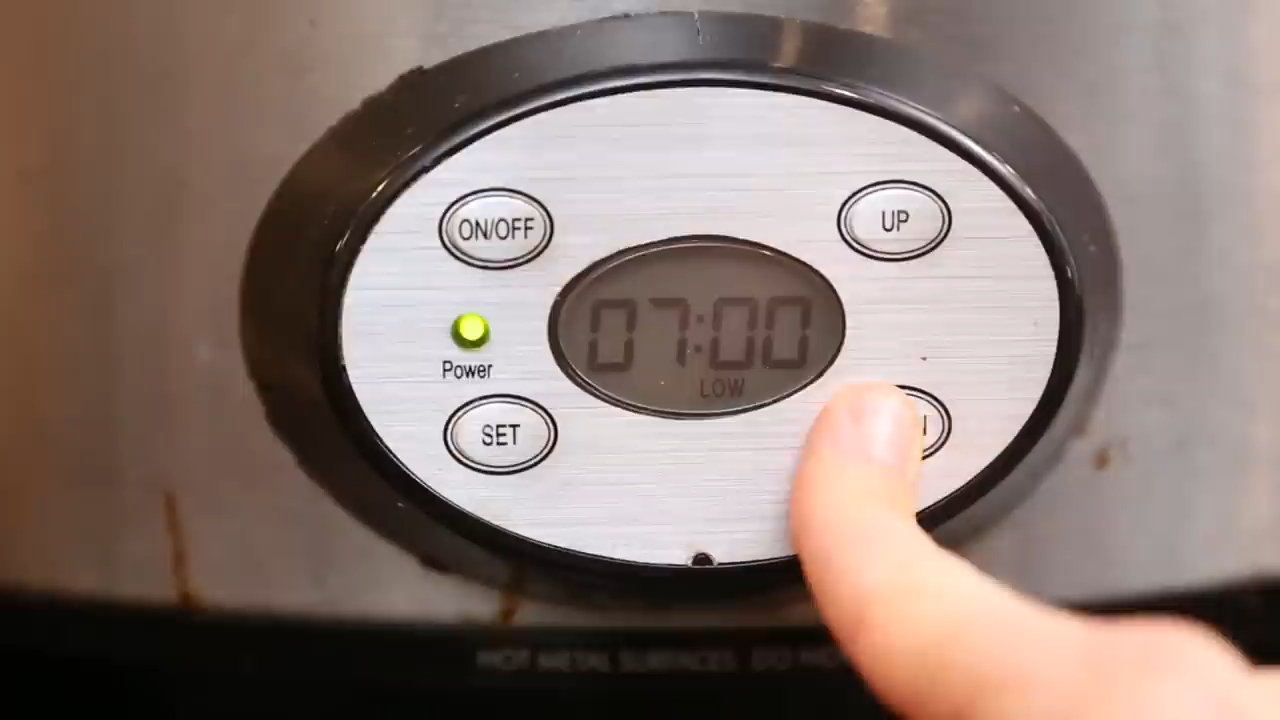 ON/OFF
UP
07:00
LOW
Power
SET
HOT METAL SURFACES DO NO